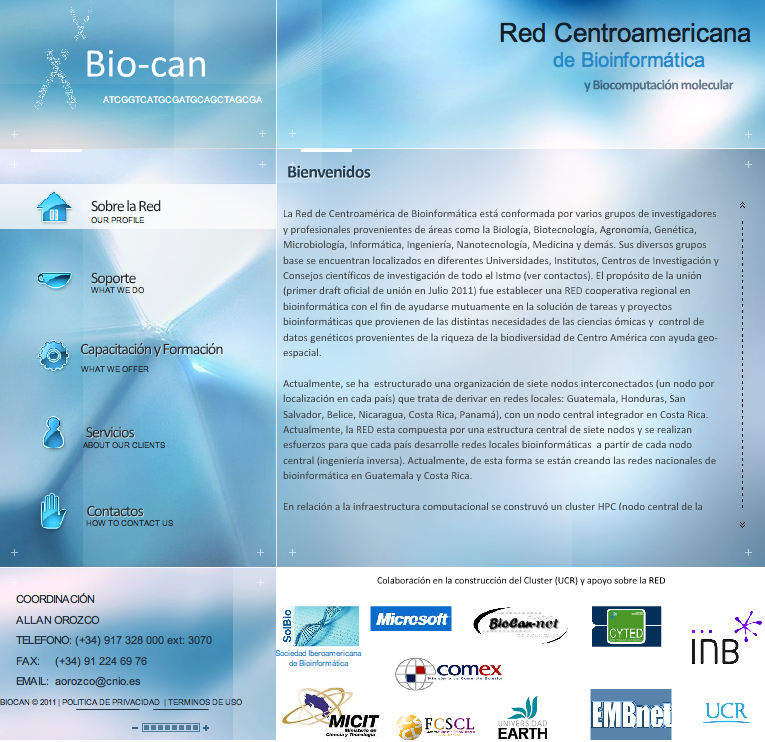 Bio-can
ATCGGTCATGCGATGCAGCTAGCGA
Red Centroamericana
de Bioinformática
y Biocomputación molecular
Sobre la Red
OUR PROFILE
Soporte
WHAT WE DO
Capacitación y Formación
WHAT WE OFFER
Servicios
ABOUT OUR CLIENTS
Contactos
HOW TO CONTACT US
Bienvenidos
La Red de Centroamérica de Bioinformática está conformada por varios grupos de investigadores
y profesionales provenientes de áreas como la Biología, Biotecnología, Agronomía, Genética,
Microbiología, Informática, Ingeniería, Nanotecnología, Medicina y demás. Sus diversos grupos
base se encuentran localizados en diferentes Universidades, Institutos, Centros de Investigación y
Consejos científicos de investigación de todo el Istmo (ver contactos). El propósito de la unión
(primer draft oficial de unión en Julio 2011) fue establecer una RED cooperativa regional en
bioinformática con el fin de ayudarse mutuamente en la solución de tareas y proyectos
bioinformáticas que provienen de las distintas necesidades de las ciencias ómicas y control de
datos genéticos provenientes de la riqueza de la biodiversidad de Centro América con ayuda geo-
espacial.
Actualmente, se ha estructurado una organización de siete nodos interconectados (un nodo por
localización en cada país) que trata de derivar en redes locales: Guatemala, Honduras, San
Salvador, Belice, Nicaragua, Costa Rica, Panamá), con un nodo central integrador en Costa Rica.
Actualmente, la RED esta compuesta por una estructura central de siete nodos y se realizan
esfuerzos para que cada país desarrolle redes locales bioinformáticas a partir de cada nodo
central (ingeniería inversa). Actualmente, de esta forma se están creando las redes nacionales de
bioinformática en Guatemala y Costa Rica.
En relación a la infraestructura computacional se construyó un cluster HPC (nodo central de la
COORDINACIÓN
ALLAN OROZCO
TELEFONO: (+34) 917 328 000 ext: 3070
FAX: (+34) 91 224 69 76
EMAIL: aorozco@cnio.es
BIOCAN © 2011 | POLITICA DE PRIVACIDAD | TERMINOS DE USO
Colaboración en la construcción del Cluster (UCR) y apoyo sobre la RED
SolBio
Sociedad Iberoamericana
de Bioinformática
Microsoft
BioCan-net
CYTED
inB
comex
Ministerio de Comercio Exterior
MICIT
Ministerio de
Ciencia y Tecnología
FCSCL
UNIVERSIDAD
EARTH
EMBnet
UCR